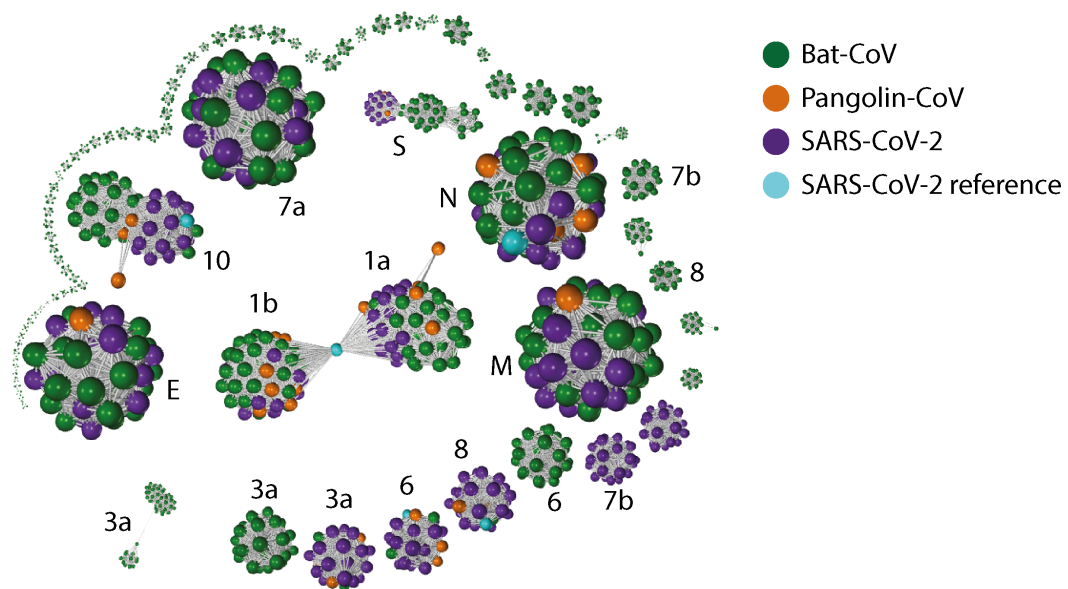 Bat-CoV
Pangolin-CoV
SARS-CoV-2
SARS-CoV-2 reference
S
7b
N
7a
10
1a
8
1b
M
E
8
3a
3a
6
6
7b
3a